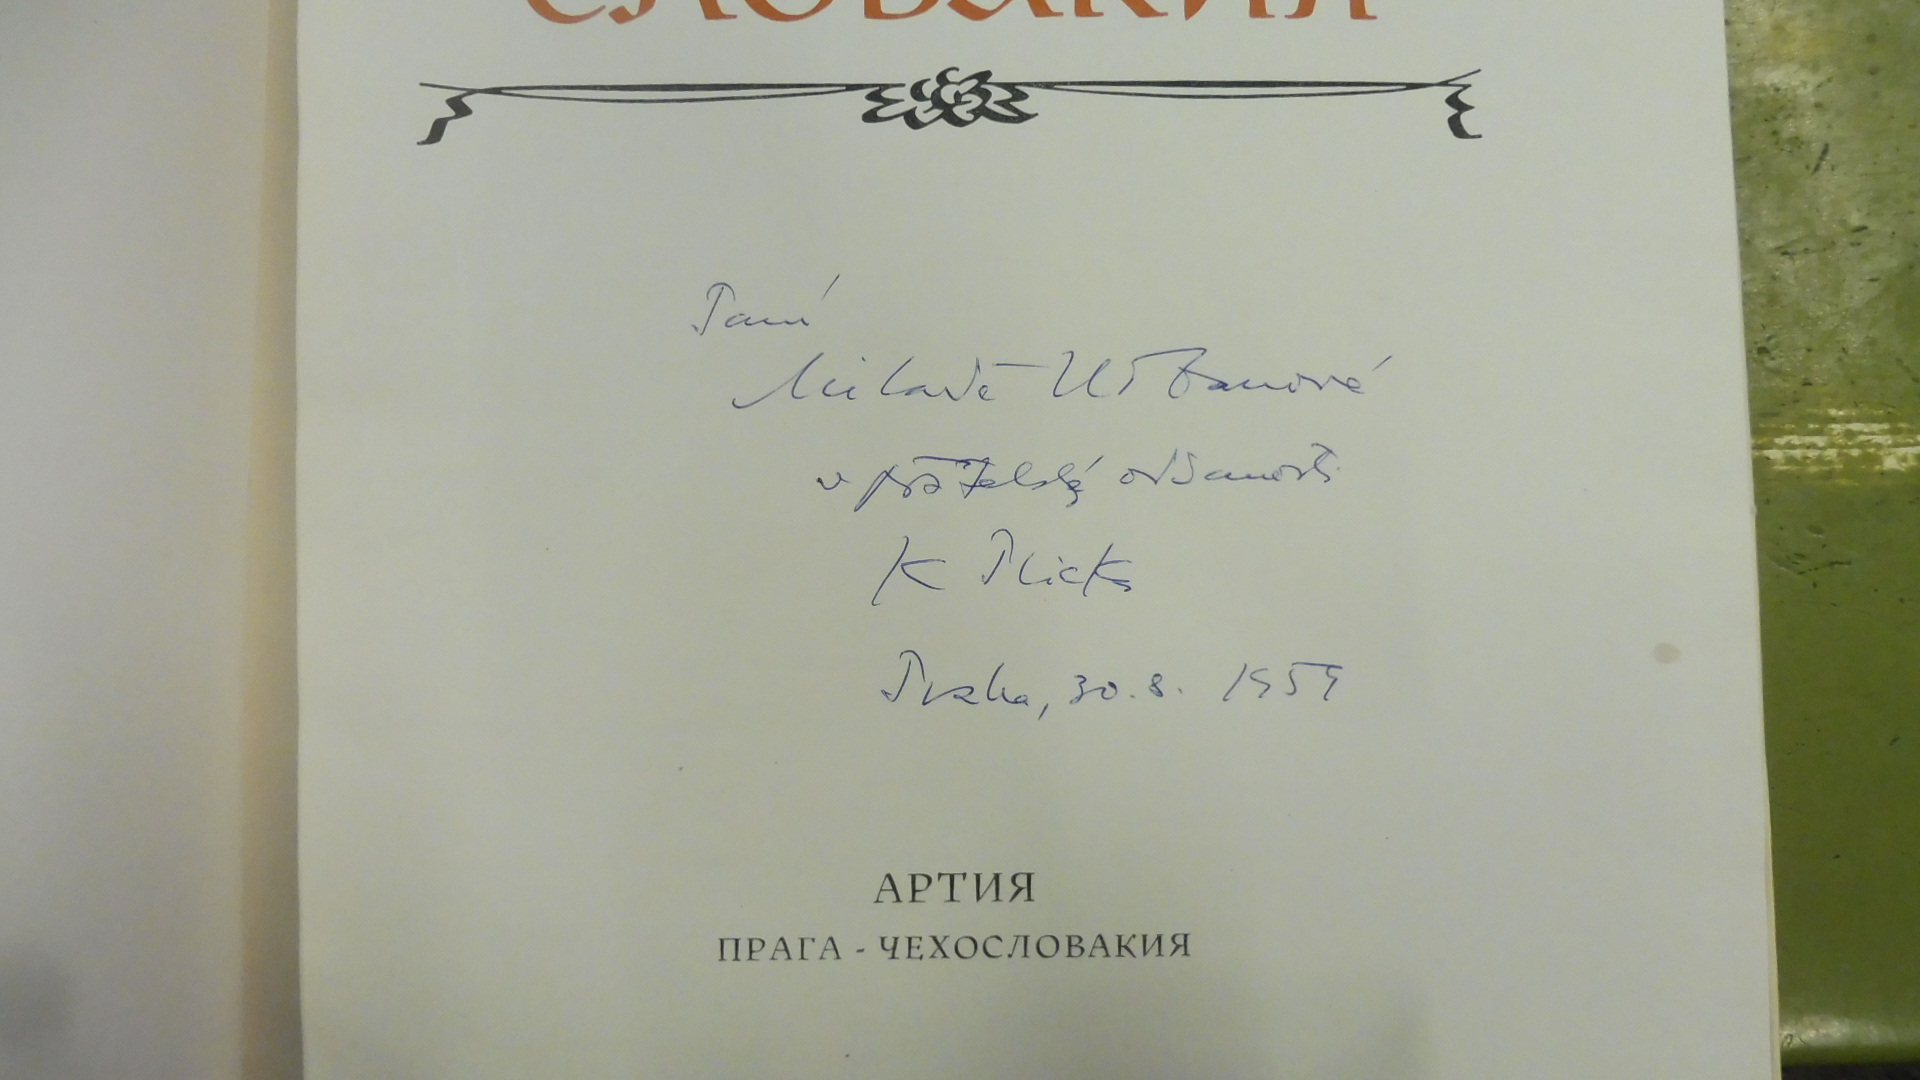 СЛОВАКИЯ
Paní
Miladě Urbanové
v přátelské oddanosti
K Plicka
Praha, 30. 8. 1959
АРТИЯ
ПРАГА - ЧЕХОСЛОВАКИЯ